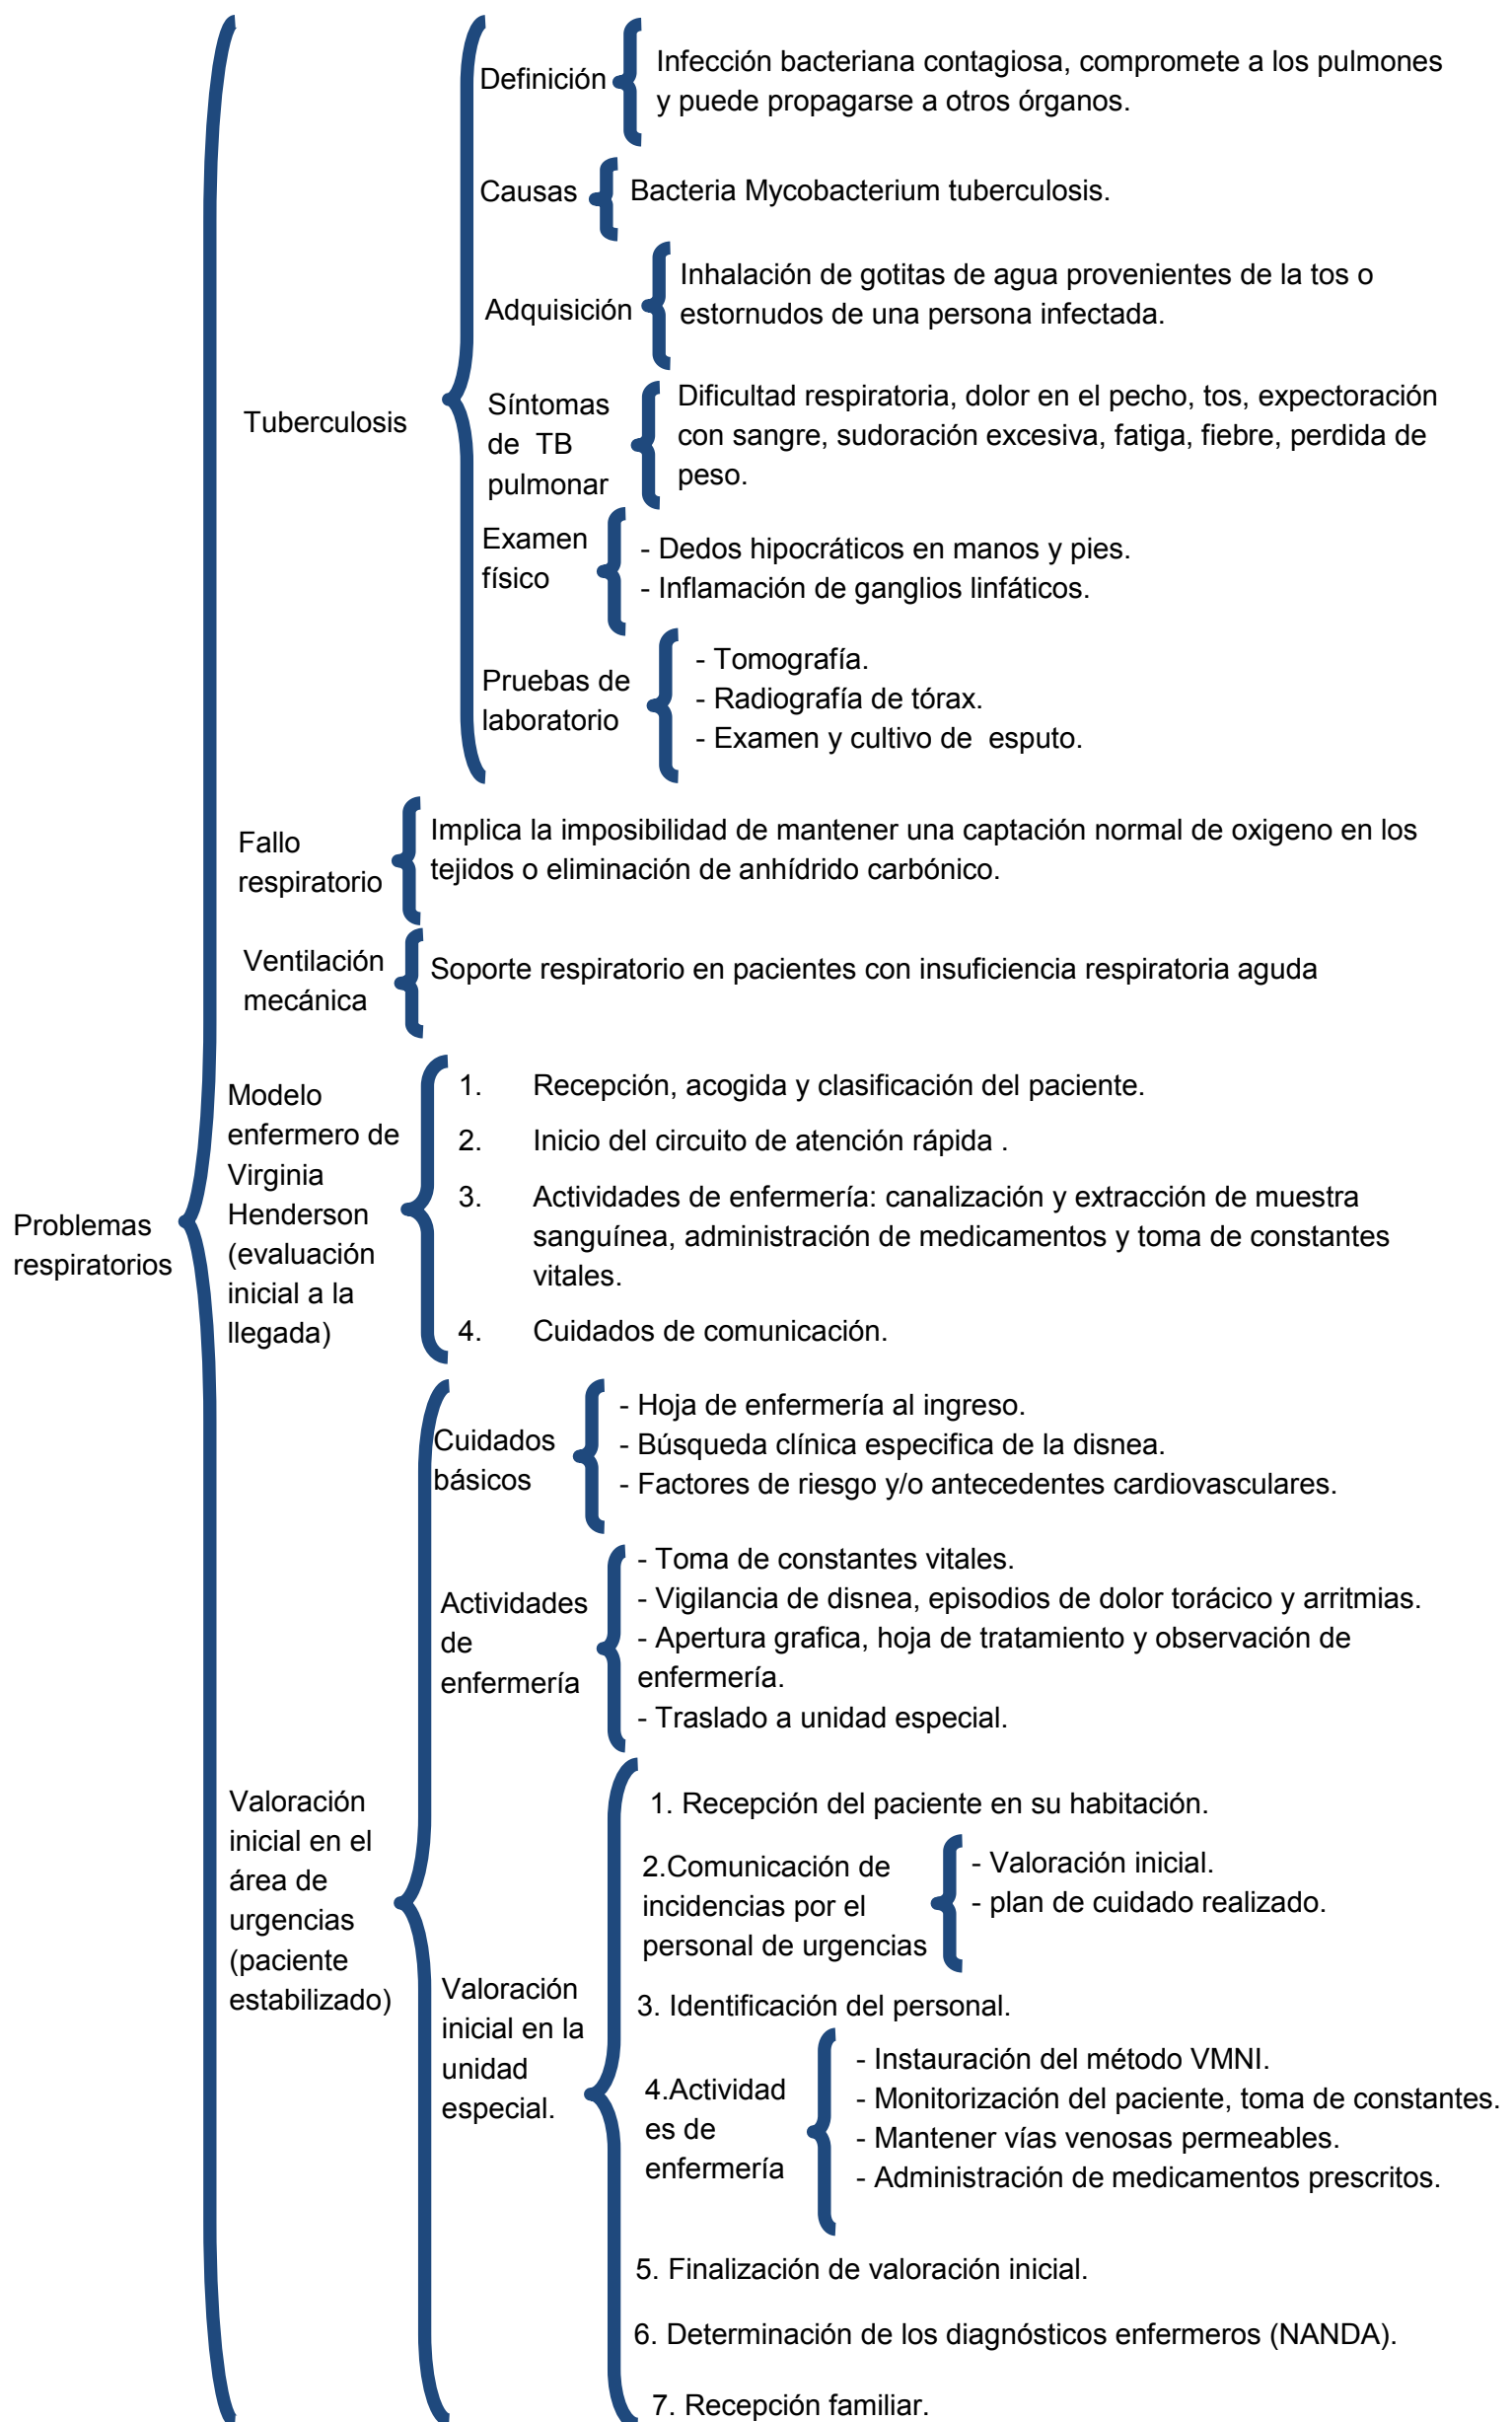 Problemas
respiratorios
Tuberculosis
Definición
Infección bacteriana contagiosa, compromete a los pulmones
y puede propagarse a otros órganos.
Causas
Bacteria Mycobacterium tuberculosis.
Adquisición
Inhalación de gotitas de agua provenientes de la tos o
estornudos de una persona infectada.
Síntomas
de TB
pulmonar
Dificultad respiratoria, dolor en el pecho, tos, expectoración
con sangre, sudoración excesiva, fatiga, fiebre, perdida de
peso.
Examen
físico
- Dedos hipocráticos en manos y pies.
- Inflamación de ganglios linfáticos.
Pruebas de
laboratorio
- Tomografía.
- Radiografía de tórax.
- Examen y cultivo de esputo.
Fallo
respiratorio
Implica la imposibilidad de mantener una captación normal de oxigeno en los
tejidos o eliminación de anhídrido carbónico.
Ventilación
mecánica
Soporte respiratorio en pacientes con insuficiencia respiratoria aguda
Modelo
enfermero de
Virginia
Henderson
(evaluación
inicial a la
llegada)
1. Recepción, acogida y clasificación del paciente.
2. Inicio del circuito de atención rápida .
3. Actividades de enfermería: canalización y extracción de muestra
sanguínea, administración de medicamentos y toma de constantes
vitales.
4. Cuidados de comunicación.
Valoración
inicial en el
área de
urgencias
(paciente
estabilizado)
Cuidados
básicos
- Hoja de enfermería al ingreso.
- Búsqueda clínica especifica de la disnea.
- Factores de riesgo y/o antecedentes cardiovasculares.
Actividades
de
enfermería
- Toma de constantes vitales.
- Vigilancia de disnea, episodios de dolor torácico y arritmias.
- Apertura grafica, hoja de tratamiento y observación de
enfermería.
- Traslado a unidad especial.
Valoración
inicial en la
unidad
especial.
1. Recepción del paciente en su habitación.
2.Comunicación de
incidencias por el
personal de urgencias
- Valoración inicial.
- plan de cuidado realizado.
3. Identificación del personal.
4.Actividad
es de
enfermería
- Instauración del método VMNI.
- Monitorización del paciente, toma de constantes.
- Mantener vías venosas permeables.
- Administración de medicamentos prescritos.
5. Finalización de valoración inicial.
6. Determinación de los diagnósticos enfermeros (NANDA).
7. Recepción familiar.